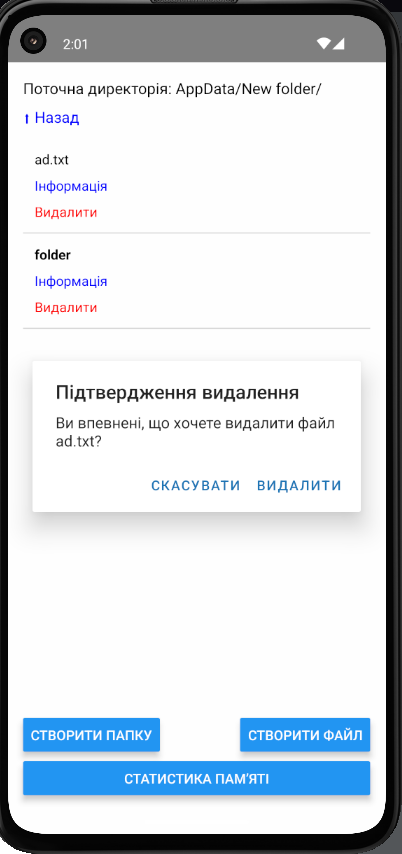 2:01
Поточна директорія: AppData/New folder/
↑ Назад
ad.txt
Інформація
Видалити
folder
Інформація
Видалити
Підтвердження видалення
Ви впевнені, що хочете видалити файл
ad.txt?
СКАСУВАТИ ВИДАЛИТИ
СТВОРИТИ ПАПКУ СТВОРИТИ ФАЙЛ
СТАТИСТИКА ПАМ'ЯТІ